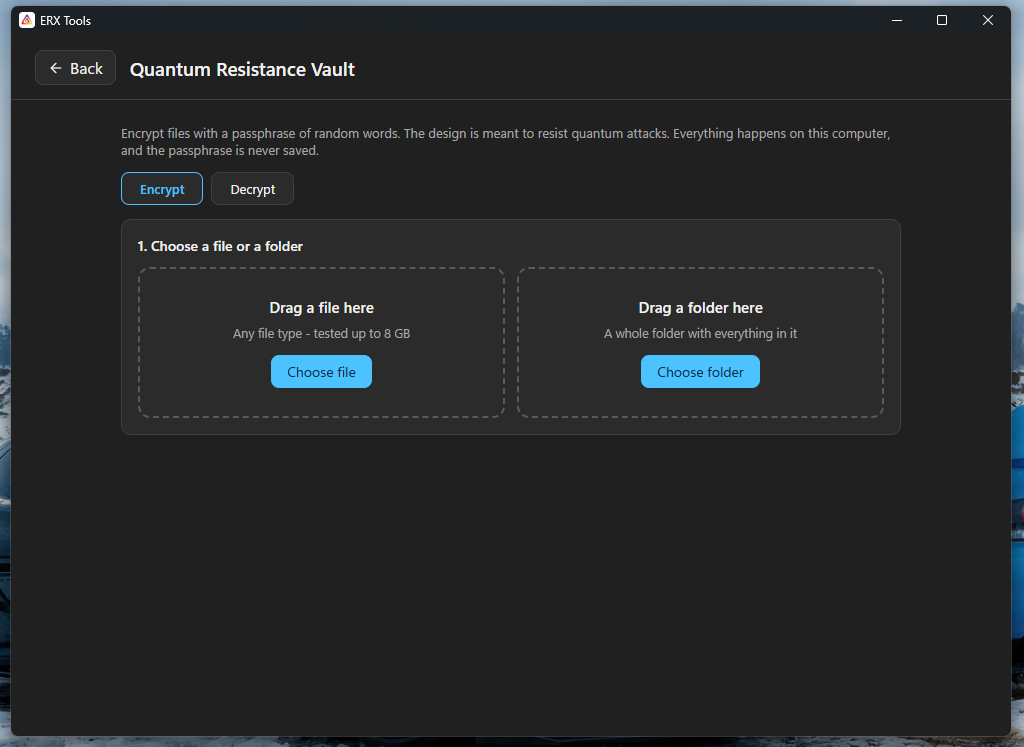 ERX Tools
Back
Quantum Resistance Vault
Encrypt files with a passphrase of random words. The design is meant to resist quantum attacks. Everything happens on this computer,
and the passphrase is never saved.
Encrypt
Decrypt
1. Choose a file or a folder
Drag a file here
Any file type - tested up to 8 GB
Choose file
Drag a folder here
A whole folder with everything in it
Choose folder